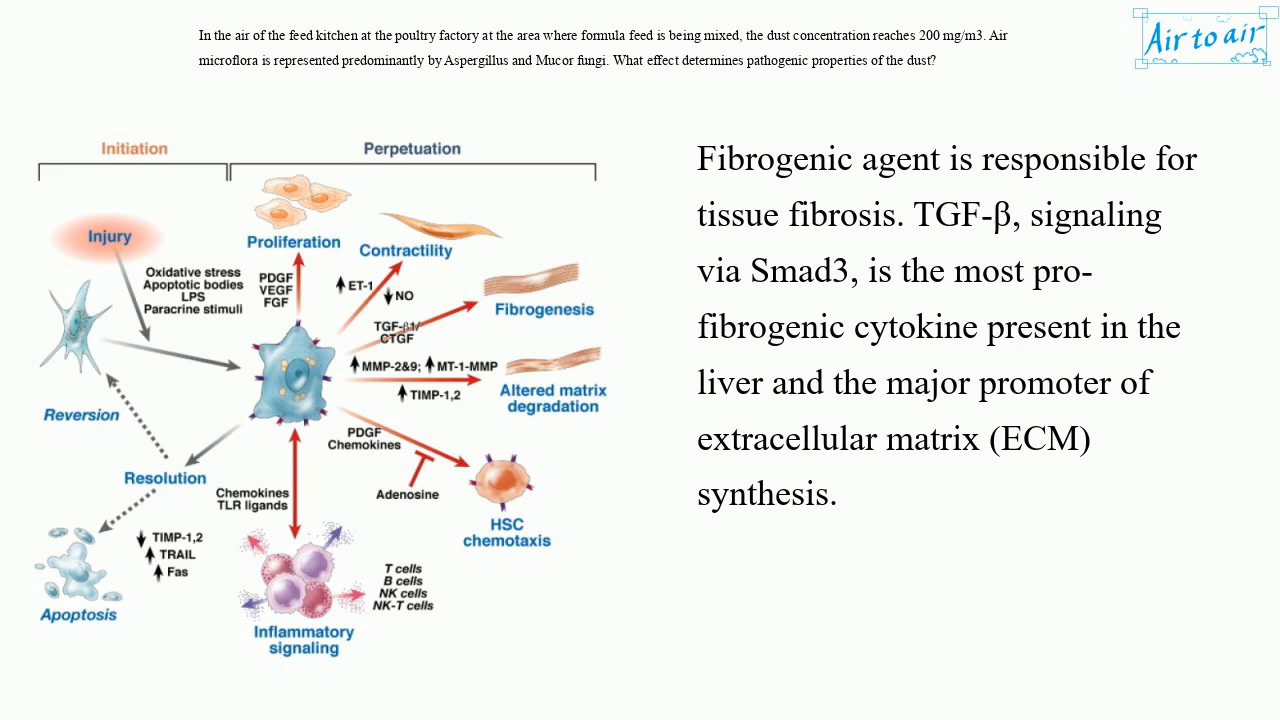 In the air of the feed kitchen at the poultry factory at the area where formula feed is being mixed, the dust concentration reaches 200 mg/m3. Air
microflora is represented predominantly by Aspergillus and Mucor fungi. What effect determines pathogenic properties of the dust?
Air to air
Initiation
Perpetuation
Injury
Oxidative stress
Apoptotic bodies
LPS
Paracrine stimuli
Proliferation
PDGF
VEGF
FGF
Contractility
ET-1
NO
Fibrogenesis
TGF-β1/
CTGF
MMP-2&9; MT-1-MMP
TIMP-1,2
Altered matrix
degradation
Reversion
PDGF
Chemokines
Adenosine
HSC
chemotaxis
Resolution
Chemokines
TLR ligands
TIMP-1,2
TRAIL
Fas
Apoptosis
T cells
B cells
NK cells
NK-T cells
Inflammatory
signaling
Fibrogenic agent is responsible for
tissue fibrosis. TGF-β, signaling
via Smad3, is the most pro-
fibrogenic cytokine present in the
liver and the major promoter of
extracellular matrix (ECM)
synthesis.